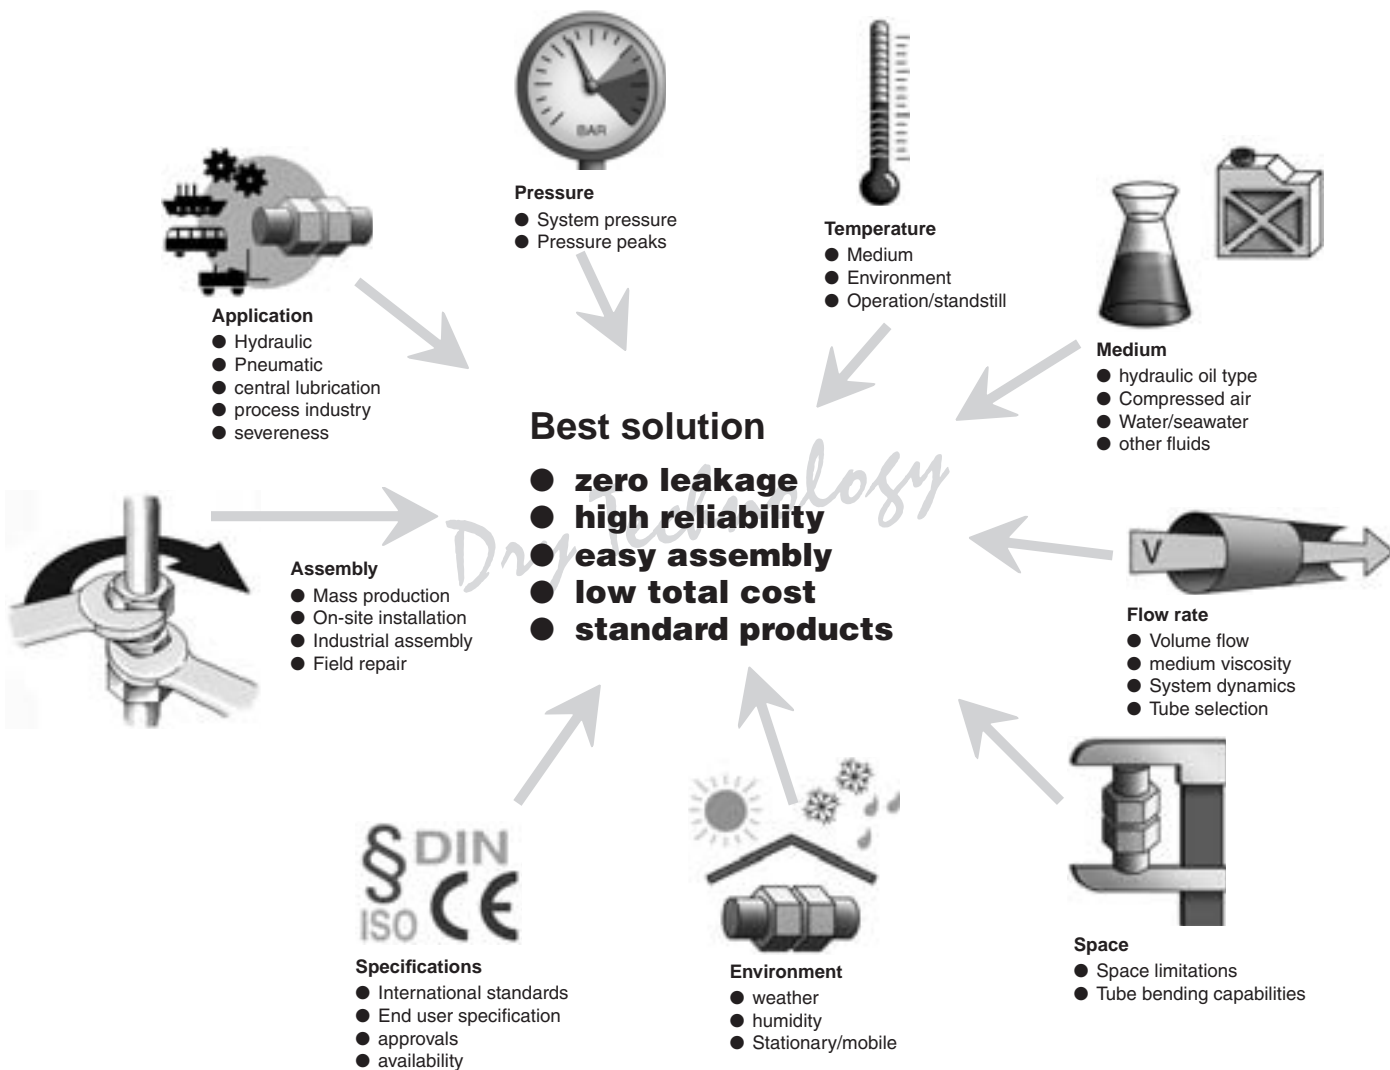 BAR
Pressure
● System pressure
● Pressure peaks
Temperature
● Medium
● Environment
● Operation/standstill
Application
● Hydraulic
● Pneumatic
● central lubrication
● process industry
● severeness
Medium
● hydraulic oil type
● Compressed air
● Water/seawater
● other fluids
Best solution
● zero leakage
● high reliability
● easy assembly
● low total cost
● standard products
Dry Technology
Assembly
● Mass production
● On-site installation
● Industrial assembly
● Field repair
V
Flow rate
● Volume flow
● medium viscosity
● System dynamics
● Tube selection
§ DIN
ISO CE
Specifications
● International standards
● End user specification
● approvals
● availability
Environment
● weather
● humidity
● Stationary/mobile
Space
● Space limitations
● Tube bending capabilities